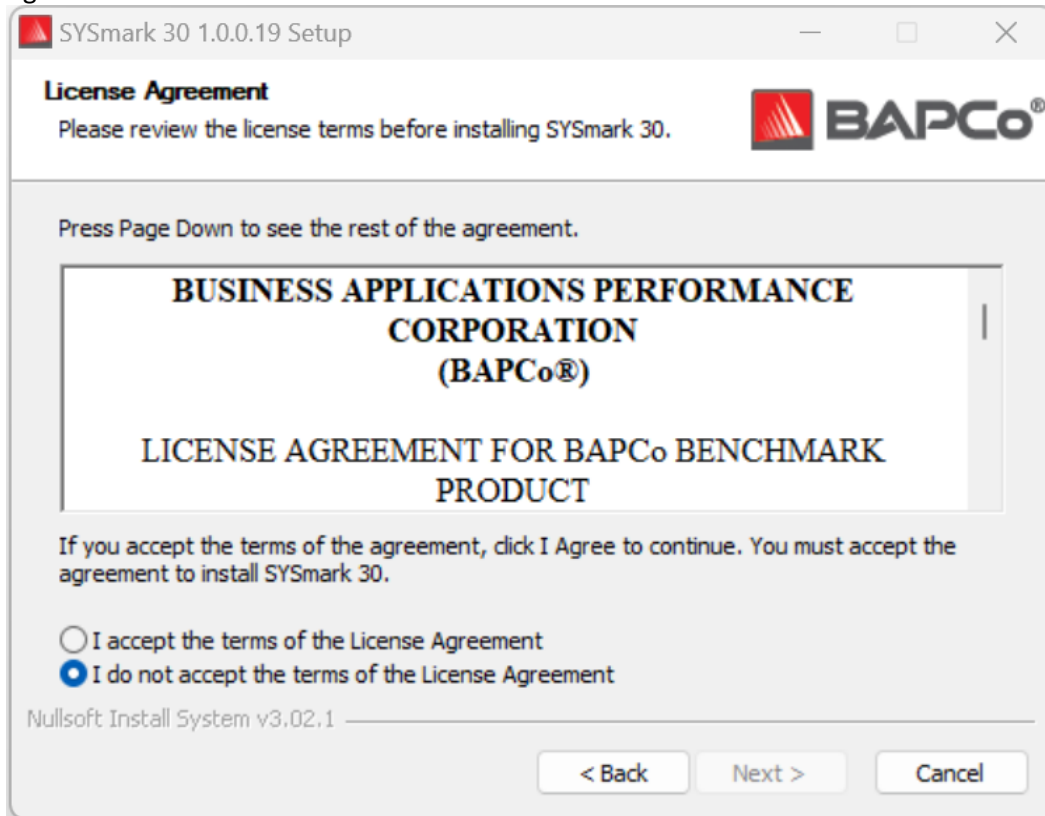 SYSmark 30 1.0.0.19 Setup
License Agreement
Please review the license terms before installing SYSmark 30.
BAPCo®
Press Page Down to see the rest of the agreement.
BUSINESS APPLICATIONS PERFORMANCE
CORPORATION
(BAPCo®)
LICENSE AGREEMENT FOR BAPCo BENCHMARK
PRODUCT
If you accept the terms of the agreement, click I Agree to continue. You must accept the
agreement to install SYSmark 30.
I accept the terms of the License Agreement
I do not accept the terms of the License Agreement
Nullsoft Install System v3.02.1
< Back
Next >
Cancel